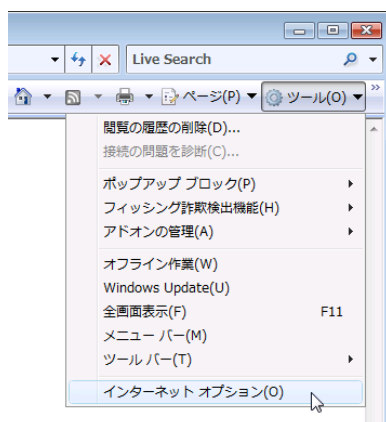 Live Search
ページ(P) ツール(O)
閲覧の履歴の削除(D)...
接続の問題を診断(C)...
ポップアップ ブロック(P)
フィッシング詐欺検出機能(H)
アドオンの管理(A)
オフライン作業(W)
Windows Update(U)
全画面表示(F) F11
メニュー バー(M)
ツール バー(T)
インターネット オプション(O)